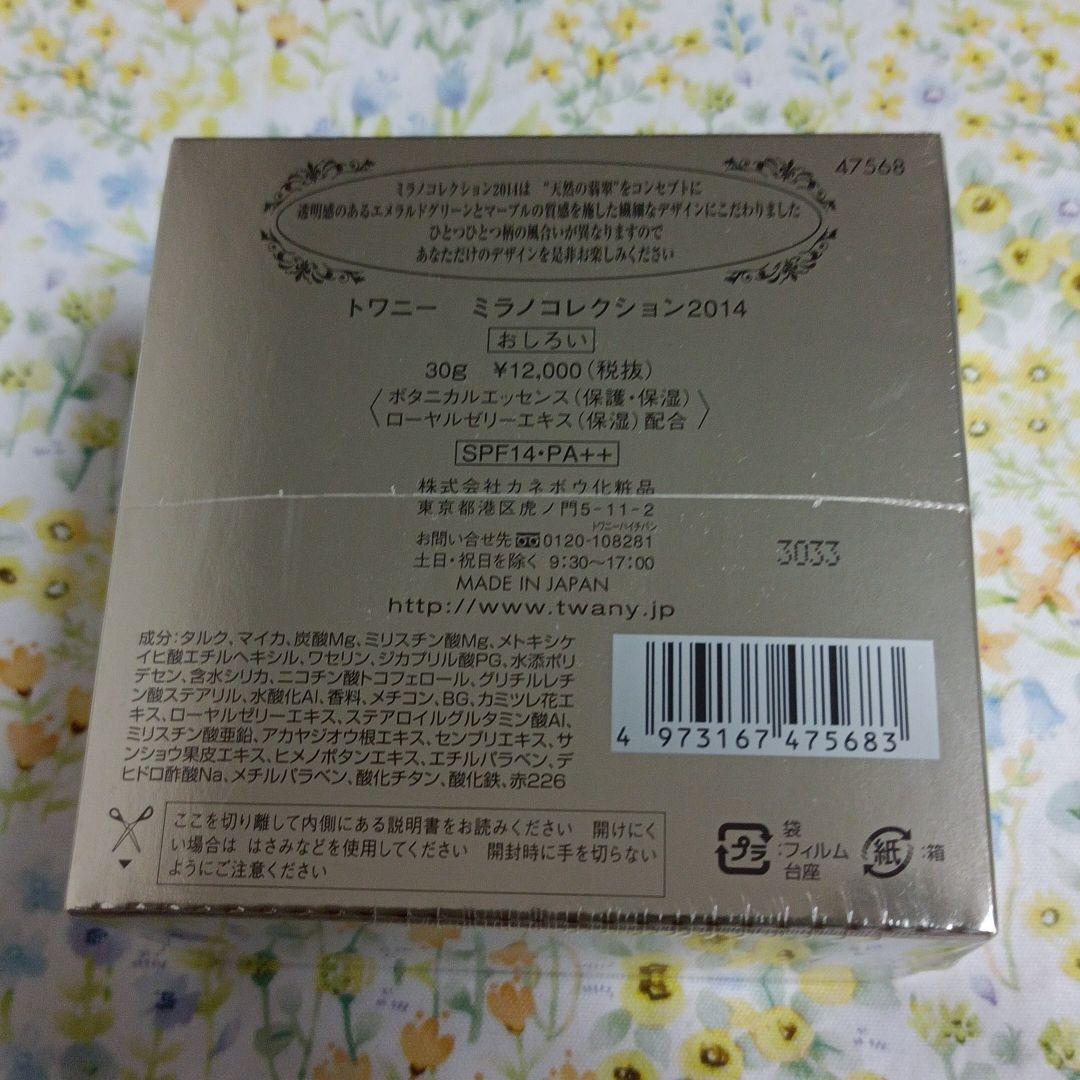 47568
ミラノコレクション2014は “天然の翡翠”をコンセプトに
透明感のあるエメラルドグリーンとマーブルの質感を施した繊細なデザインにこだわりました
ひとつひとつ柄の風合いが異なりますので
あなただけのデザインを是非お楽しみください
トワニー ミラノコレクション2014
おしろい
30g ¥12,000(税抜)
ボタニカルエッセンス(保護・保湿)
ローヤルゼリーエキス(保湿)配合
SPF14・PA++
株式会社カネボウ化粧品
東京都港区虎ノ門5-11-2
トワニーハイチバン
お問い合せ先 0120-108281
土日・祝日を除く 9:30〜17:00
MADE IN JAPAN
http://www.twany.jp
3033
成分:タルク、マイカ、炭酸Mg、ミリスチン酸Mg、メトキシケ
イヒ酸エチルヘキシル、ワセリン、ジカプリル酸PG、水添ポリ
デセン、含水シリカ、ニコチン酸トコフェロール、グリチルレチ
ン酸ステアリル、水酸化Al、香料、メチコン、BG、カミツレ花エ
キス、ローヤルゼリーエキス、ステアロイルグルタミン酸Al、
ミリスチン酸亜鉛、アカヤジオウ根エキス、センブリエキス、サ
ンショウ果皮エキス、ヒメノボタンエキス、エチルパラベン、デ
ヒドロ酢酸Na、メチルパラベン、酸化チタン、酸化鉄、赤226
4 973167 475683
ここを切り離して内側にある説明書をお読みください 開けにく
い場合は はさみなどを使用してください 開封時に手を切らない
ようにご注意ください
プラ
:
袋
フィルム
台座
紙
:箱